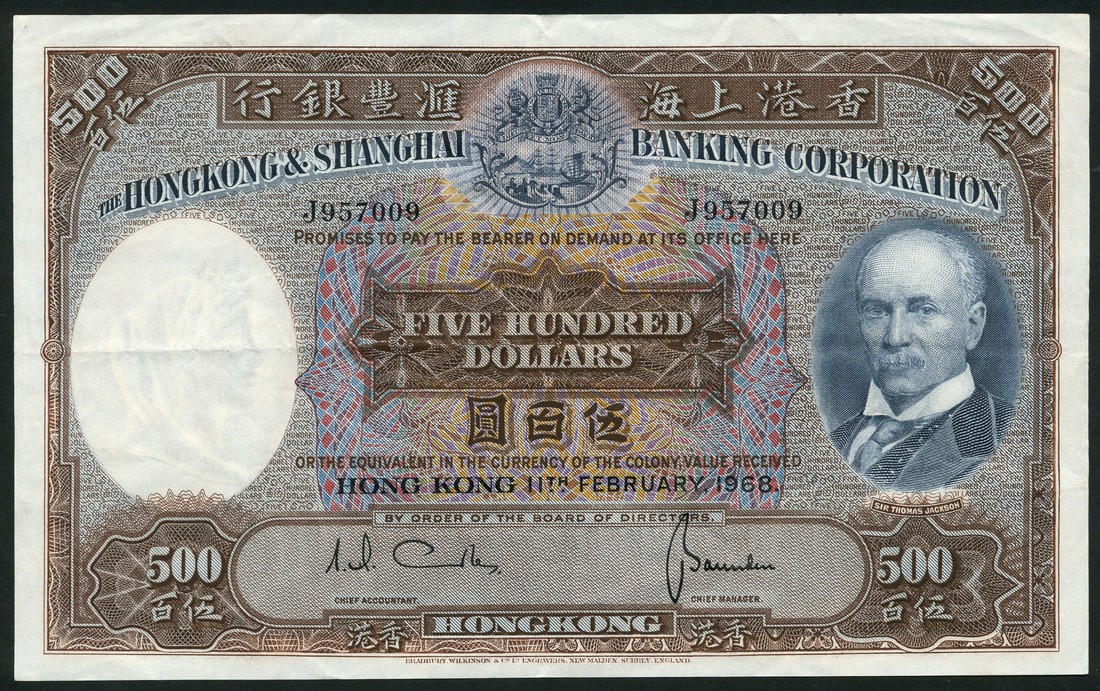 500 500
百伍 百伍
行銀豐滙 海上港香
THE HONGKONG & SHANGHAI BANKING CORPORATION
J957009 J957009
PROMISES TO PAY THE BEARER ON DEMAND AT ITS OFFICE HERE
FIVE HUNDRED
DOLLARS
圓百伍
OR THE EQUIVALENT IN THE CURRENCY OF THE COLONY, VALUE RECEIVED
HONG KONG 11TH FEBRUARY, 1968.
SIR THOMAS JACKSON
BY ORDER OF THE BOARD OF DIRECTORS.
500 500
百伍 百伍
CHIEF ACCOUNTANT. CHIEF MANAGER.
港香 HONGKONG 港香
BRADBURY, WILKINSON & Co. Ld. ENGRAVERS, NEW MALDEN, SURREY, ENGLAND.